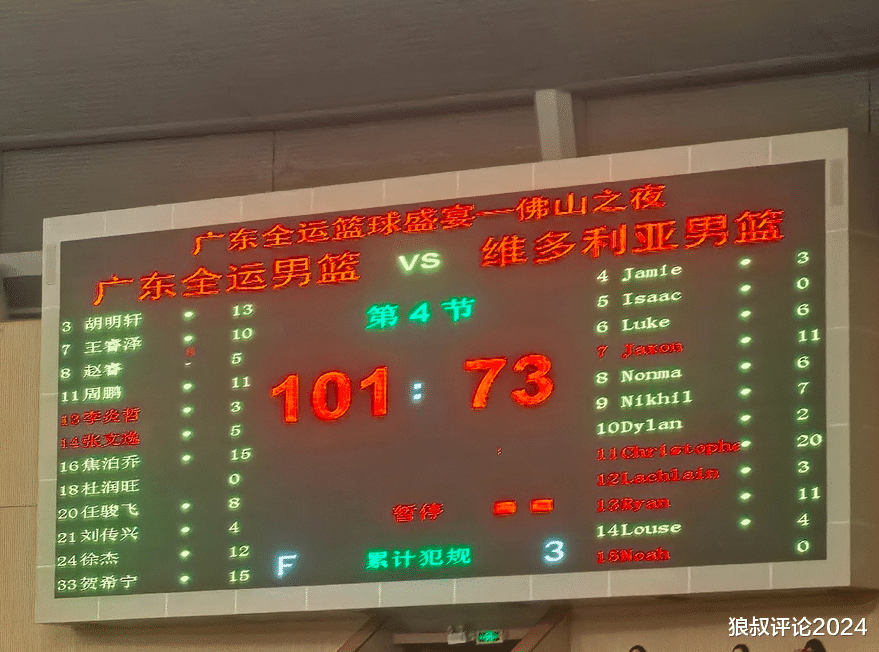 广东全运篮球盛宴—佛山之夜
广东全运男篮 VS 维多利亚男篮
第4节
101 : 73
暂停
F 累计犯规 3
3 胡明轩 13
7 王睿泽 10
8 赵睿 5
11 周鹏 11
13 李炎哲 3
14 张文逸 5
16 焦泊乔 15
18 杜润旺 0
20 任骏飞 8
21 刘传兴 4
24 徐杰 12
33 贺希宁 15
4 Jamie 3
5 Isaac 0
6 Luke 6
7 Jaxon 11
8 Nonma 6
9 Nikhil 7
10 Dylan 2
11 Christophe 20
12 Lachlain 3
13 Ryan 11
14 Louse 4
15 Noah 0
狼叔评论2024